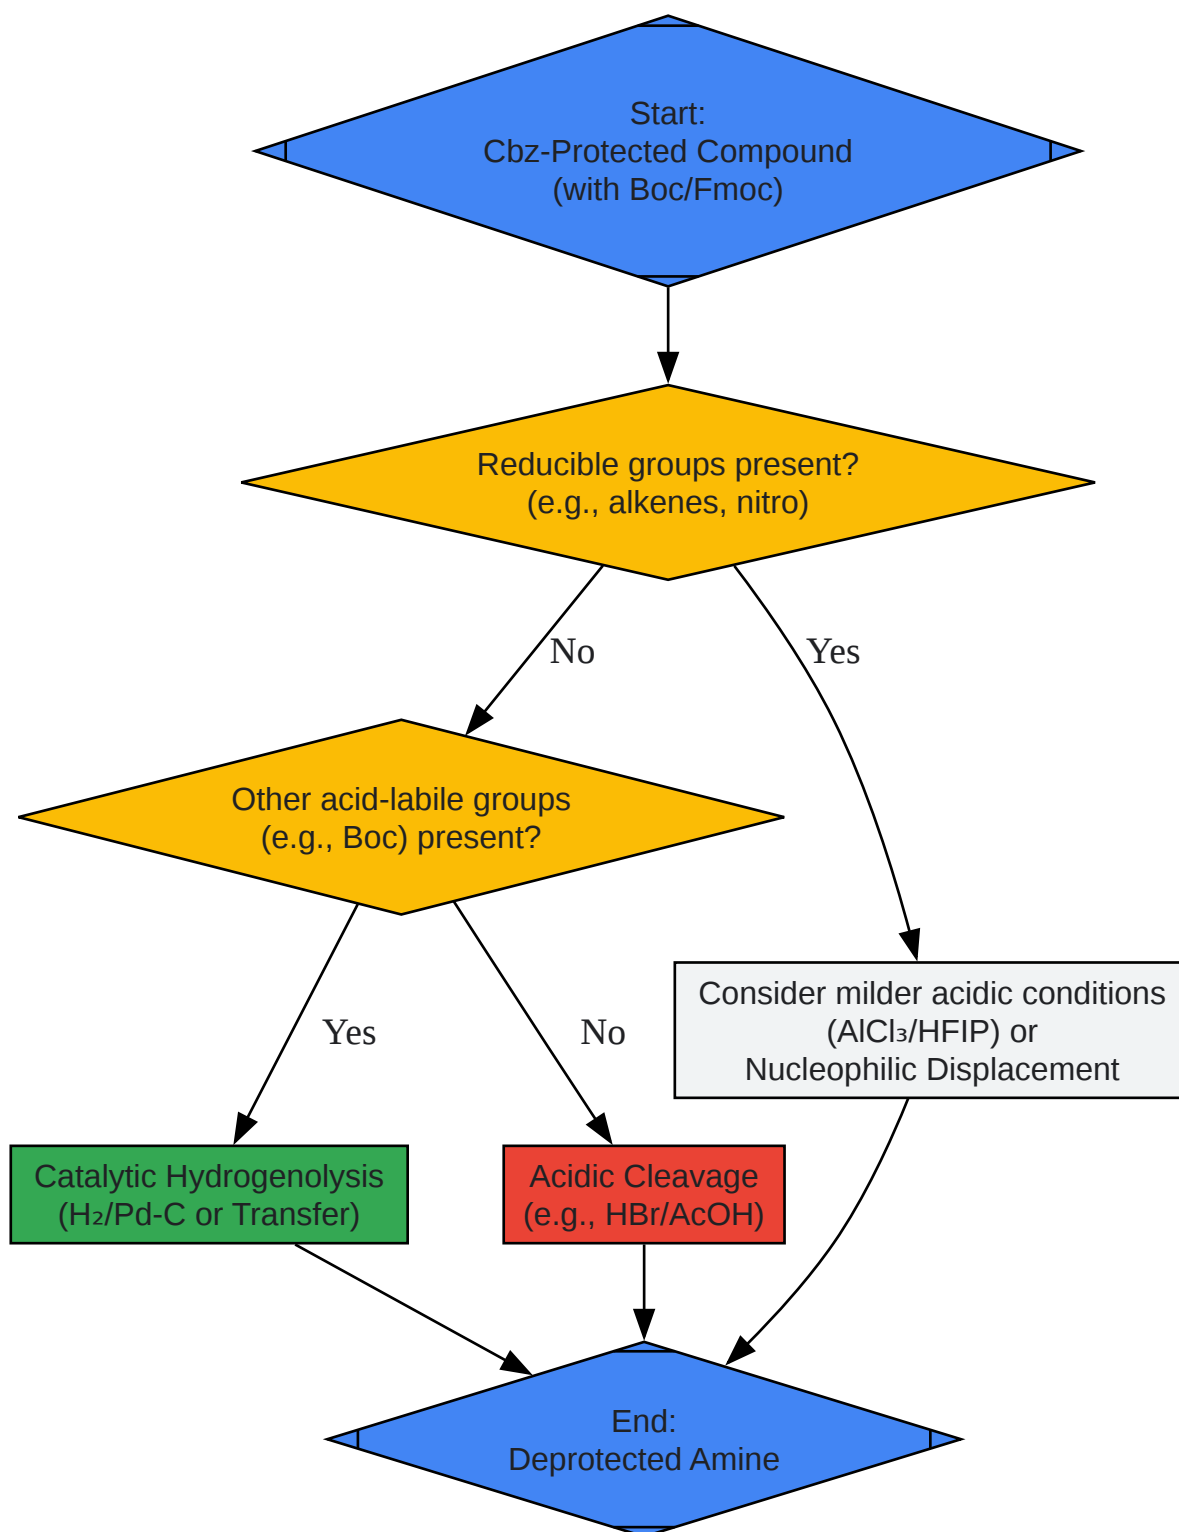 Start:
Cbz-Protected Compound
(with Boc/Fmoc)
Reducible groups present?
(e.g., alkenes, nitro)
No
Yes
Other acid-labile groups
(e.g., Boc) present?
Consider milder acidic conditions
(AlCl₃/HFIP) or
Nucleophilic Displacement
Yes
No
Catalytic Hydrogenolysis
(H₂/Pd-C or Transfer)
Acidic Cleavage
(e.g., HBr/AcOH)
End:
Deprotected Amine